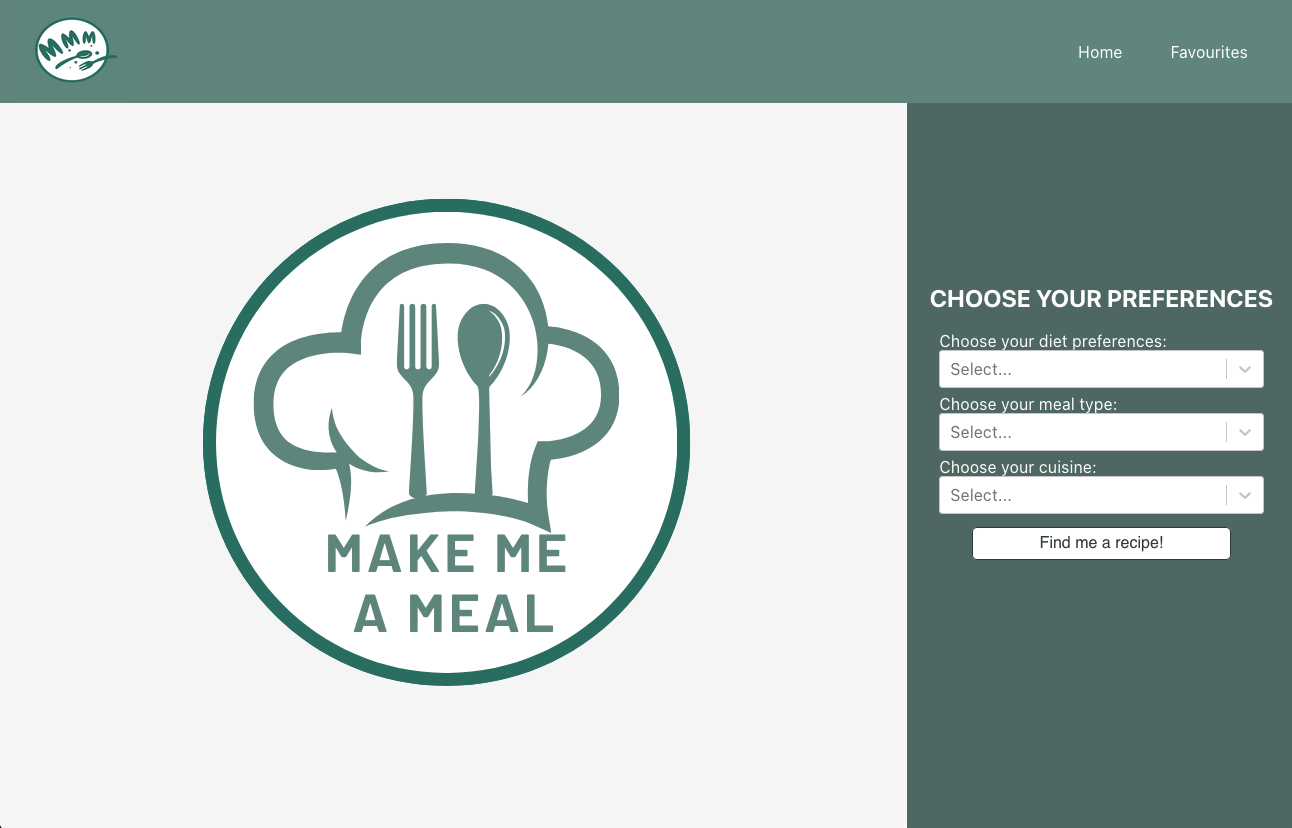 MMM
Home
Favourites
MAKE ME
A MEAL
CHOOSE YOUR PREFERENCES
Choose your diet preferences:
Select...
Choose your meal type:
Select...
Choose your cuisine:
Select...
Find me a recipe!